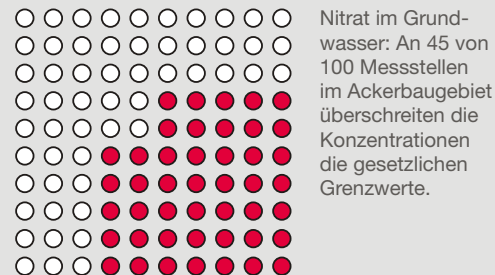 Nitrat im Grund-
wasser: An 45 von
100 Messstellen
im Ackerbaugebiet
überschreiten die
Konzentrationen
die gesetzlichen
Grenzwerte.